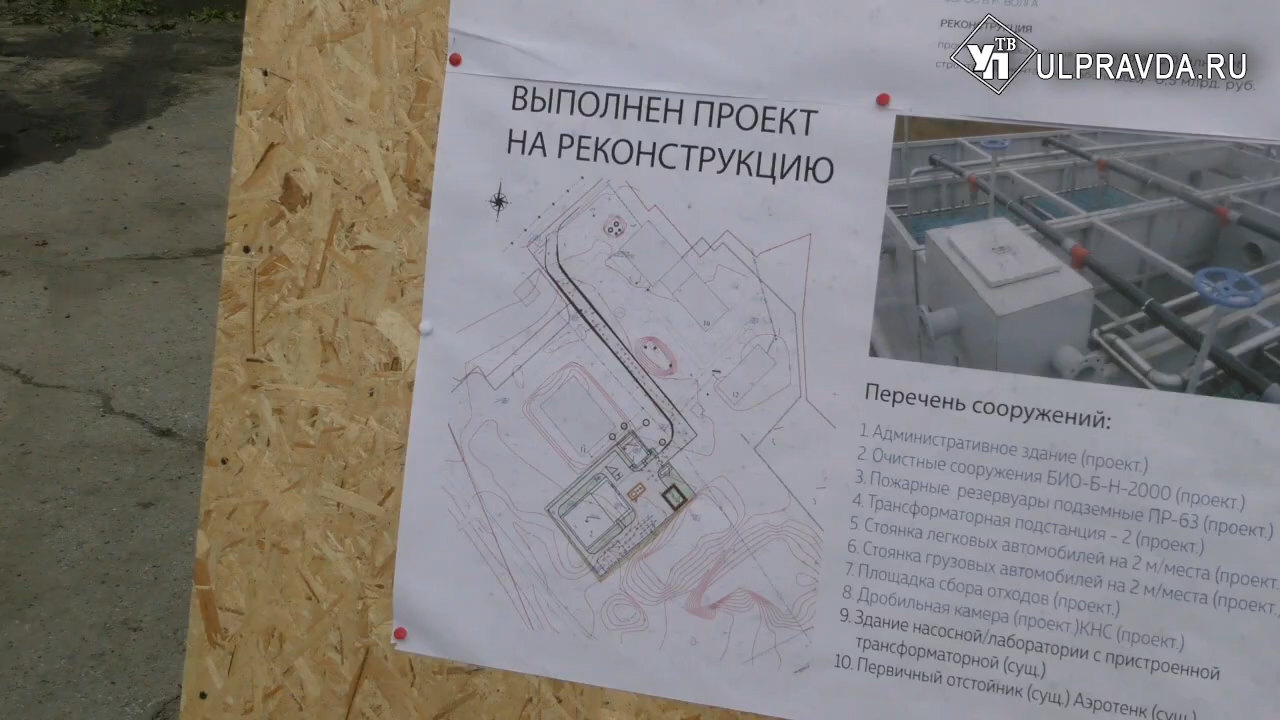 РЕКОНСТРУКЦИЯ
УП ТВ ULPRAVDA.RU
млрд. руб.
ВЫПОЛНЕН ПРОЕКТ
НА РЕКОНСТРУКЦИЮ
Перечень сооружений:
1. Административное здание (проект.)
2. Очистные сооружения БИО-Б-Н-2000 (проект.)
3. Пожарные резервуары подземные ПР-63 (проект.)
4. Трансформаторная подстанция - 2 (проект.)
5 Стоянка легковых автомобилей на 2 м/места (проект.
6. Стоянка грузовых автомобилей на 2 м/места (проект.
7. Площадка сбора отходов (проект.)
8. Дробильная камера (проект.)КНС (проект.)
9. Здание насосной/лаборатории с пристроенной
трансформаторной (сущ.)
10. Первичный отстойник (сущ.) Аэротенк (сущ.)